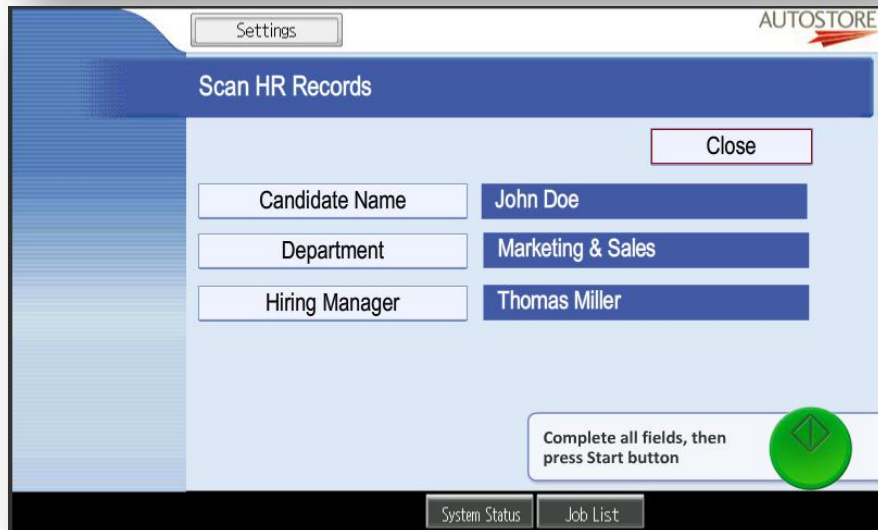 Settings
AUTOSTORE
Scan HR Records
Close
Candidate Name John Doe
Department Marketing & Sales
Hiring Manager Thomas Miller
Complete all fields, then
press Start button
System Status Job List